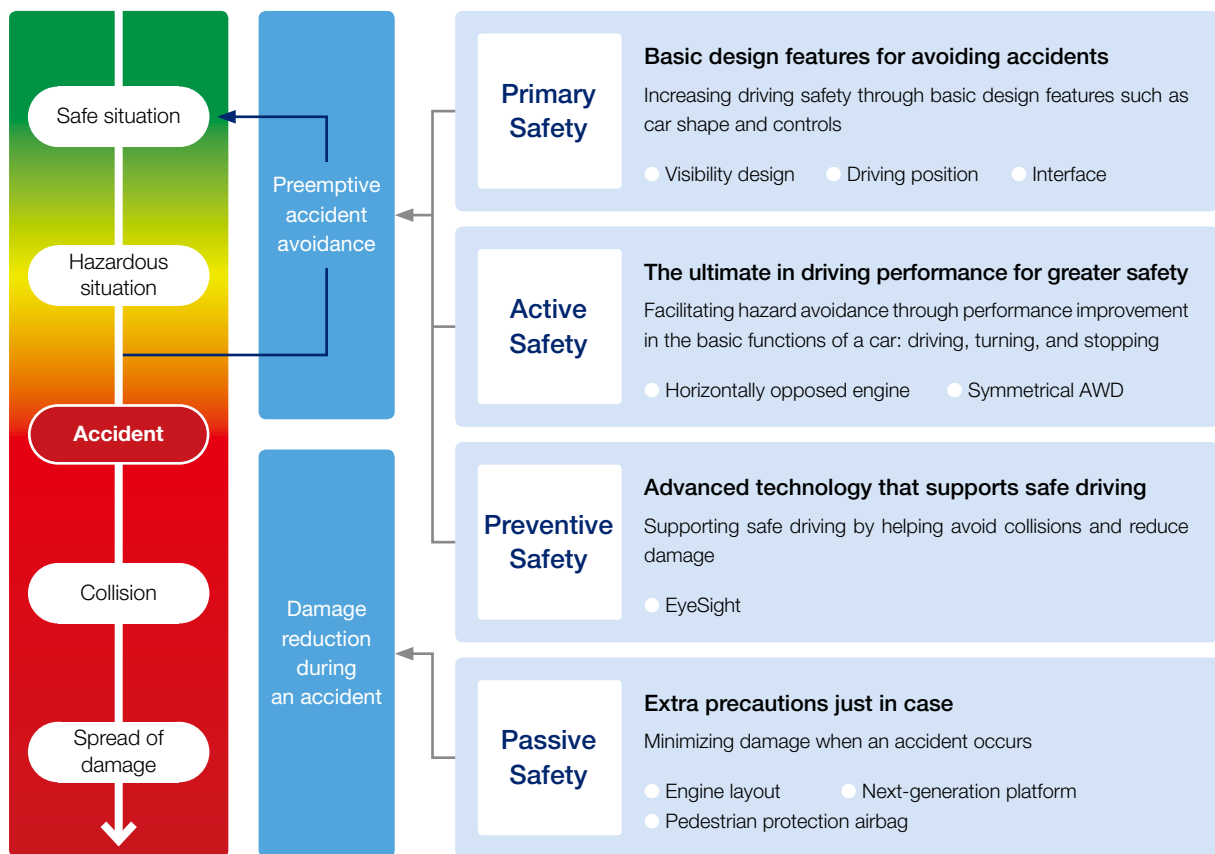 Safe situation
Hazardous
situation
Accident
Collision
Spread of
damage
Preemptive
accident
avoidance
Damage
reduction
during
an accident
Primary
Safety
Basic design features for avoiding accidents
Increasing driving safety through basic design features such as
car shape and controls
Visibility design
Driving position
Interface
Active
Safety
The ultimate in driving performance for greater safety
Facilitating hazard avoidance through performance improvement
in the basic functions of a car: driving, turning, and stopping
Horizontally opposed engine
Symmetrical AWD
Preventive
Safety
Advanced technology that supports safe driving
Supporting safe driving by helping avoid collisions and reduce
damage
EyeSight
Passive
Safety
Extra precautions just in case
Minimizing damage when an accident occurs
Engine layout
Next-generation platform
Pedestrian protection airbag